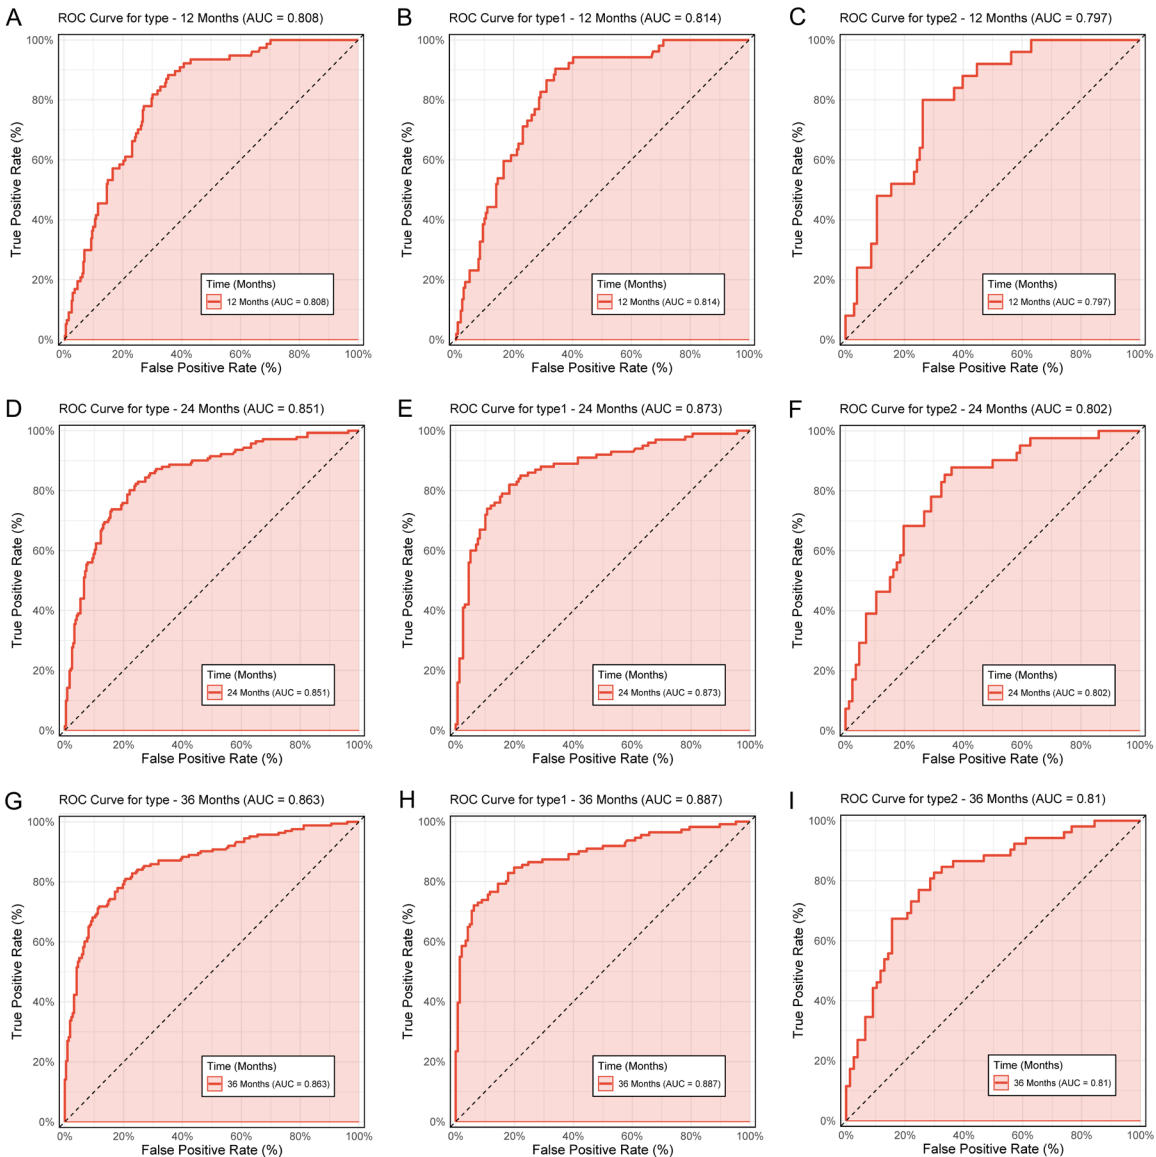 A
ROC Curve for type - 12 Months (AUC = 0.808)
100%
80%
60%
40%
20%
0%
True Positive Rate (%)
Time (Months)
12 Months (AUC = 0.808)
0% 20% 40% 60% 80% 100%
False Positive Rate (%)
B
ROC Curve for type1 - 12 Months (AUC = 0.814)
100%
80%
60%
40%
20%
0%
True Positive Rate (%)
Time (Months)
12 Months (AUC = 0.814)
0% 20% 40% 60% 80% 100%
False Positive Rate (%)
C
ROC Curve for type2 - 12 Months (AUC = 0.797)
100%
80%
60%
40%
20%
0%
True Positive Rate (%)
Time (Months)
12 Months (AUC = 0.797)
0% 20% 40% 60% 80% 100%
False Positive Rate (%)
D
ROC Curve for type - 24 Months (AUC = 0.851)
100%
80%
60%
40%
20%
0%
True Positive Rate (%)
Time (Months)
24 Months (AUC = 0.851)
0% 20% 40% 60% 80% 100%
False Positive Rate (%)
E
ROC Curve for type1 - 24 Months (AUC = 0.873)
100%
80%
60%
40%
20%
0%
True Positive Rate (%)
Time (Months)
24 Months (AUC = 0.873)
0% 20% 40% 60% 80% 100%
False Positive Rate (%)
F
ROC Curve for type2 - 24 Months (AUC = 0.802)
100%
80%
60%
40%
20%
0%
True Positive Rate (%)
Time (Months)
24 Months (AUC = 0.802)
0% 20% 40% 60% 80% 100%
False Positive Rate (%)
G
ROC Curve for type - 36 Months (AUC = 0.863)
100%
80%
60%
40%
20%
0%
True Positive Rate (%)
Time (Months)
36 Months (AUC = 0.863)
0% 20% 40% 60% 80% 100%
False Positive Rate (%)
H
ROC Curve for type1 - 36 Months (AUC = 0.887)
100%
80%
60%
40%
20%
0%
True Positive Rate (%)
Time (Months)
36 Months (AUC = 0.887)
0% 20% 40% 60% 80% 100%
False Positive Rate (%)
I
ROC Curve for type2 - 36 Months (AUC = 0.81)
100%
80%
60%
40%
20%
0%
True Positive Rate (%)
Time (Months)
36 Months (AUC = 0.81)
0% 20% 40% 60% 80% 100%
False Positive Rate (%)